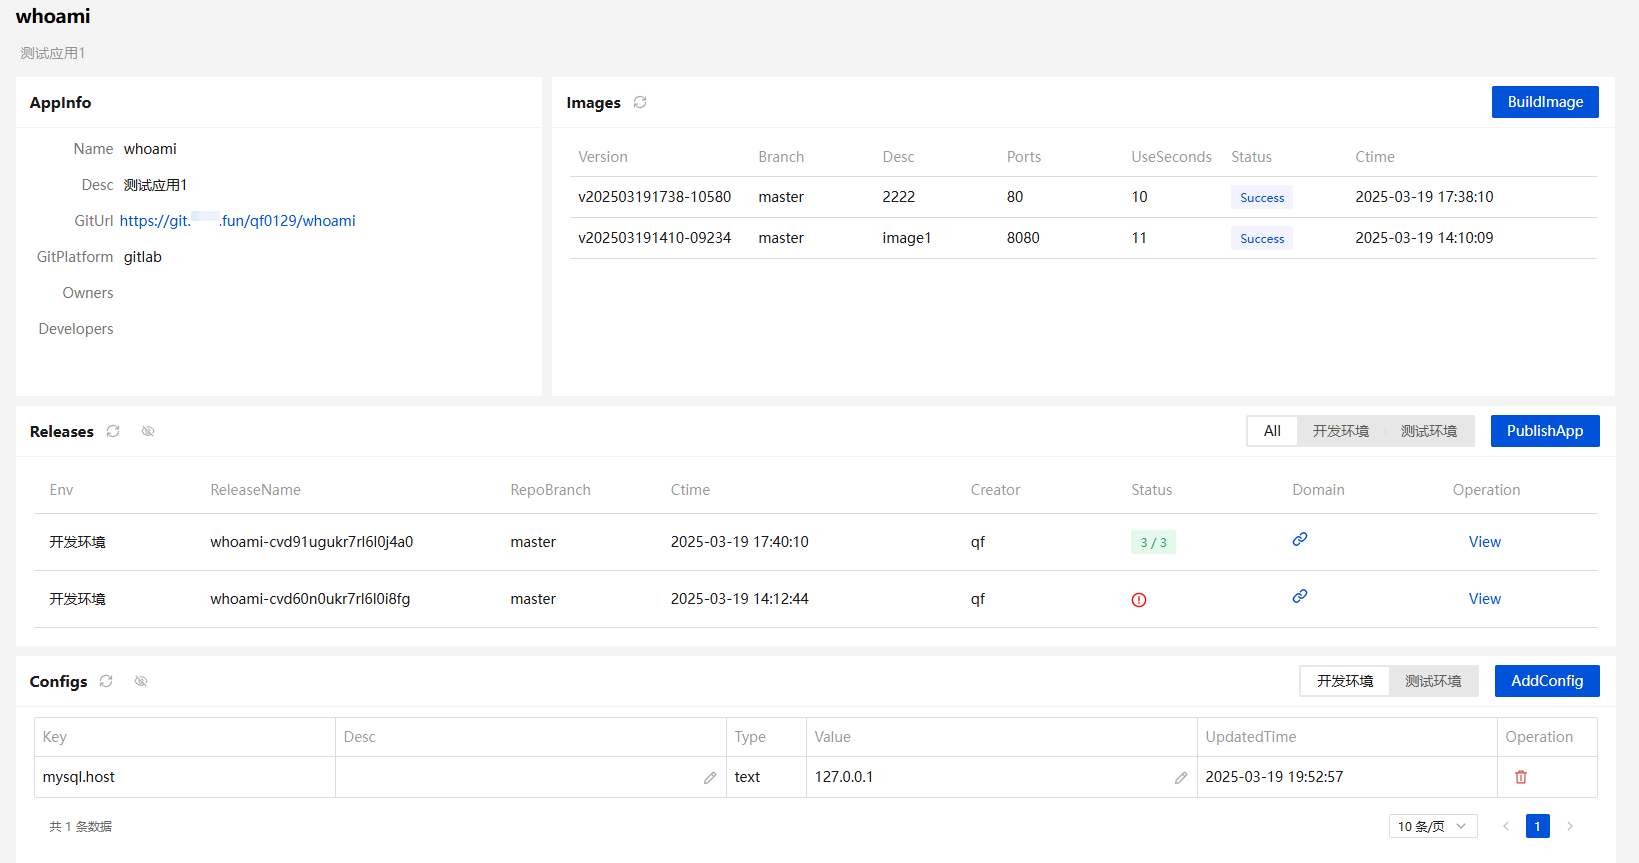 whoami
测试应用1
AppInfo
Name whoami
Desc 测试应用1
GitUrl https://git. .fun/qf0129/whoami
GitPlatform gitlab
Owners
Developers
Images
BuildImage
Version Branch Desc Ports UseSeconds Status Ctime
v202503191738-10580 master 2222 80 10 Success 2025-03-19 17:38:10
v202503191410-09234 master image1 8080 11 Success 2025-03-19 14:10:09
Releases
All 开发环境 测试环境 PublishApp
Env ReleaseName RepoBranch Ctime Creator Status Domain Operation
开发环境 whoami-cvd91ugukr7rl6l0j4a0 master 2025-03-19 17:40:10 qf 3 / 3 View
开发环境 whoami-cvd60n0ukr7rl6l0i8fg master 2025-03-19 14:12:44 qf View
Configs
开发环境 测试环境 AddConfig
Key Desc Type Value UpdatedTime Operation
mysql.host text 127.0.0.1 2025-03-19 19:52:57
共 1 条数据
10 条/页 1